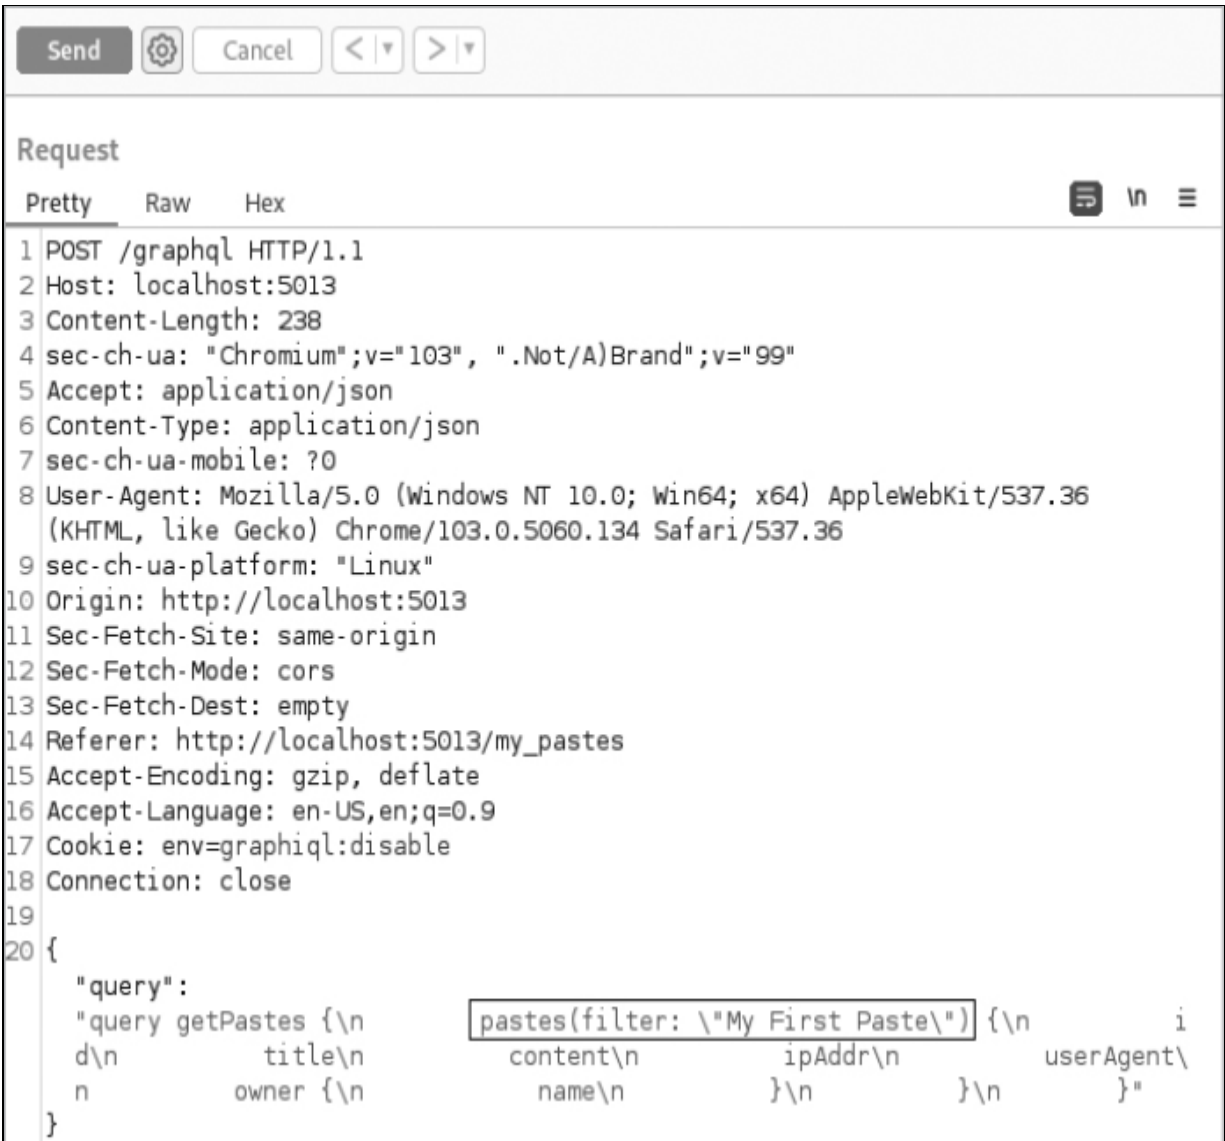 Send Cancel < ▼ > ▼
Request
Pretty Raw Hex \n ≡
1 POST /graphql HTTP/1.1
2 Host: localhost:5013
3 Content-Length: 238
4 sec-ch-ua: "Chromium";v="103", ".Not/A)Brand";v="99"
5 Accept: application/json
6 Content-Type: application/json
7 sec-ch-ua-mobile: ?0
8 User-Agent: Mozilla/5.0 (Windows NT 10.0; Win64; x64) AppleWebKit/537.36
(KHTML, like Gecko) Chrome/103.0.5060.134 Safari/537.36
9 sec-ch-ua-platform: "Linux"
10 Origin: http://localhost:5013
11 Sec-Fetch-Site: same-origin
12 Sec-Fetch-Mode: cors
13 Sec-Fetch-Dest: empty
14 Referer: http://localhost:5013/my_pastes
15 Accept-Encoding: gzip, deflate
16 Accept-Language: en-US,en;q=0.9
17 Cookie: env=graphiql:disable
18 Connection: close
19
20 {
"query":
"query getPastes {\n pastes(filter: \"My First Paste\") {\n i
d\n title\n content\n ipAddr\n userAgent\
n owner {\n name\n }\n }\n }"
}